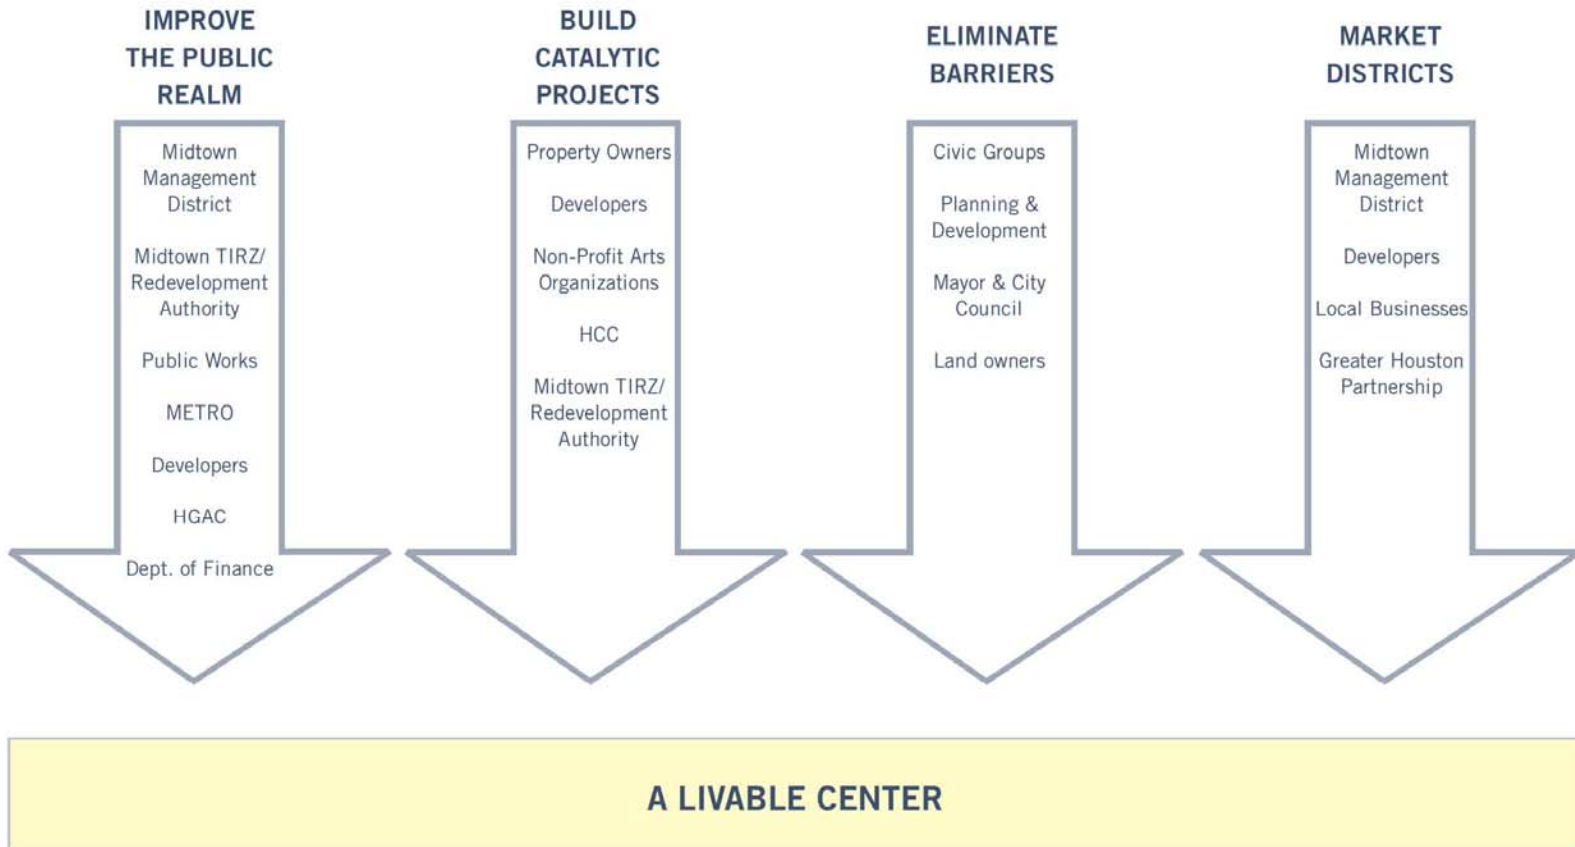 IMPROVE
THE PUBLIC
REALM
Midtown
Management
District
Midtown TIRZ/
Redevelopment
Authority
Public Works
METRO
Developers
HGAC
Dept. of Finance
BUILD
CATALYTIC
PROJECTS
Property Owners
Developers
Non-Profit Arts
Organizations
HCC
Midtown TIRZ/
Redevelopment
Authority
ELIMINATE
BARRIERS
Civic Groups
Planning &
Development
Mayor & City
Council
Land owners
MARKET
DISTRICTS
Midtown
Management
District
Developers
Local Businesses
Greater Houston
Partnership
A LIVABLE CENTER